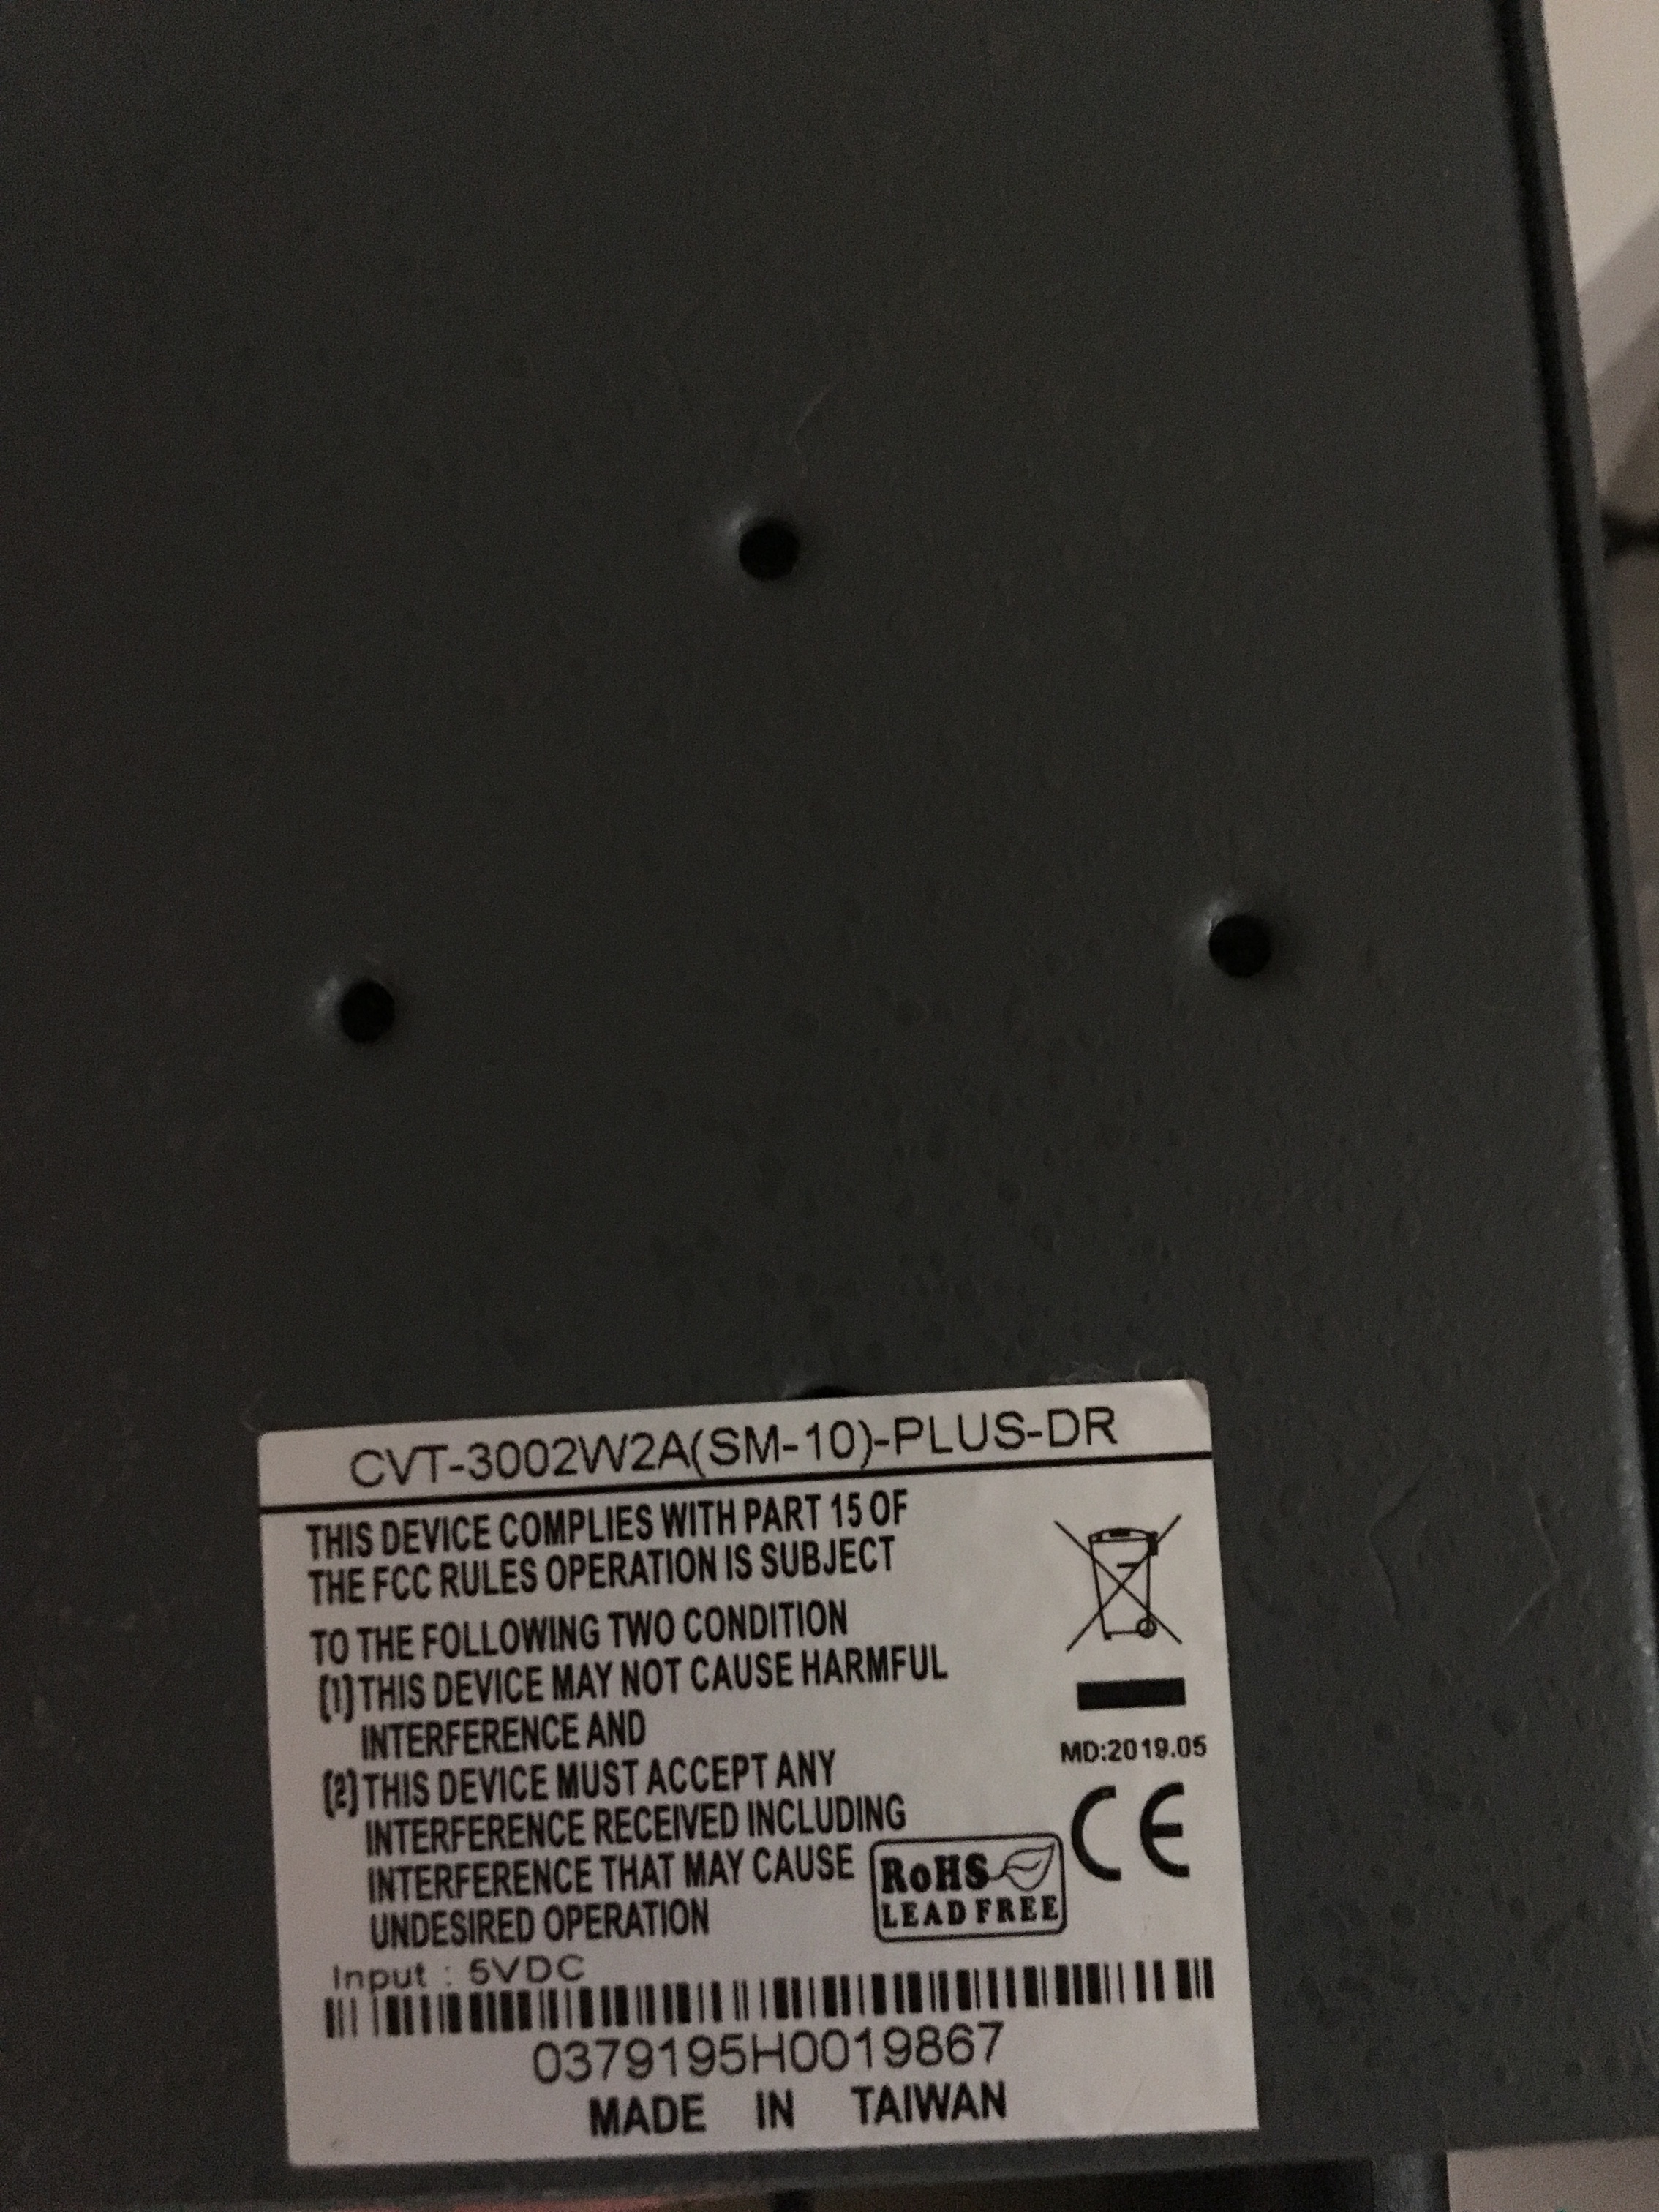 CVT-3002W2A(SM-10)-PLUS-DR
THIS DEVICE COMPLIES WITH PART 15 OF
THE FCC RULES OPERATION IS SUBJECT
TO THE FOLLOWING TWO CONDITION
(1) THIS DEVICE MAY NOT CAUSE HARMFUL
INTERFERENCE AND
(2) THIS DEVICE MUST ACCEPT ANY
INTERFERENCE RECEIVED INCLUDING
INTERFERENCE THAT MAY CAUSE
UNDESIRED OPERATION
MD:2019.05
CE
RoHS
LEAD FREE
Input : 5VDC
0379195H0019867
MADE IN TAIWAN